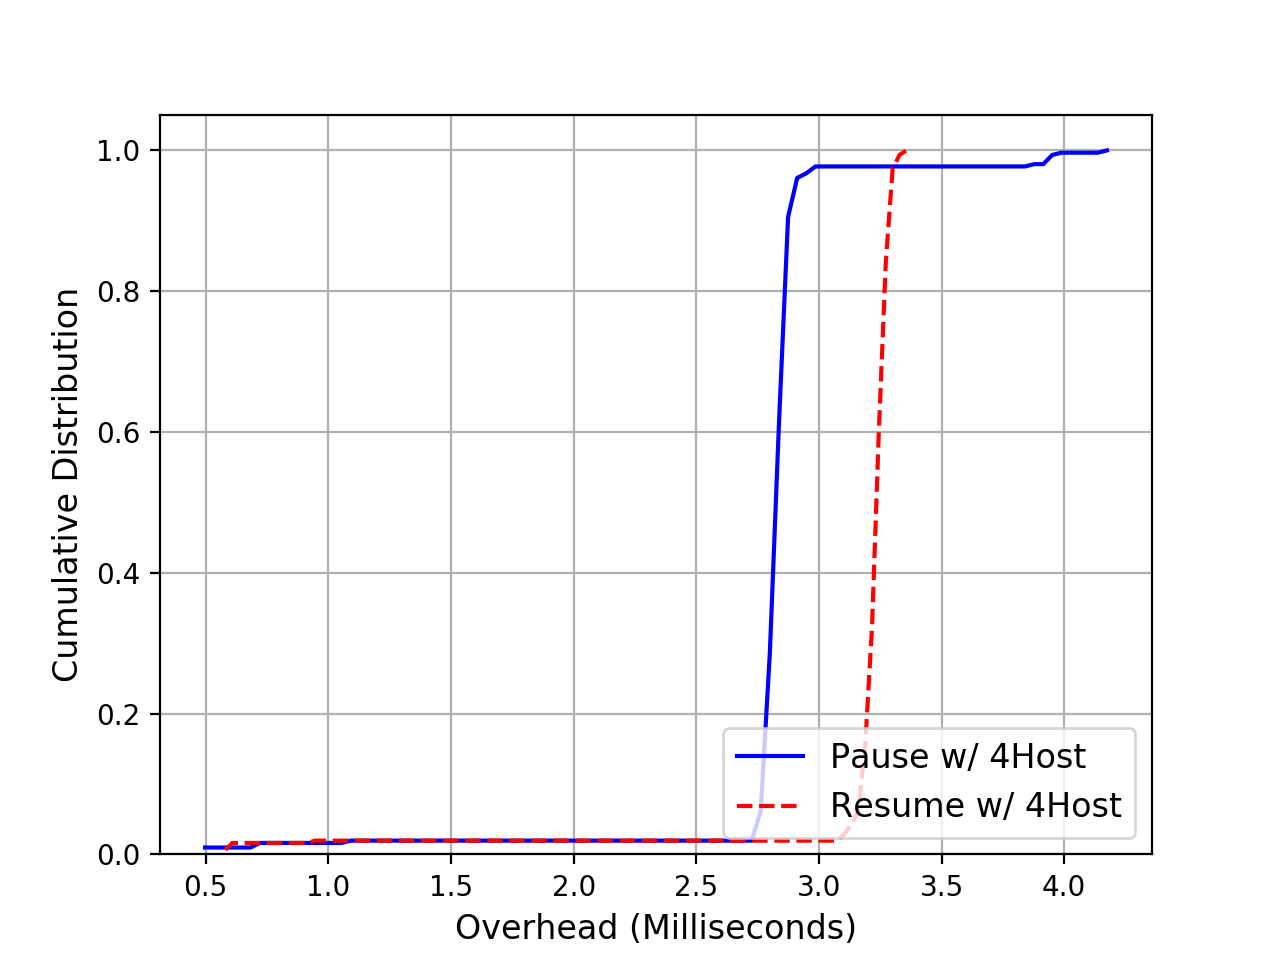 1.0
0.8
0.6
0.4
0.2
0.0
Cumulative Distribution
Pause w/ 4Host
Resume w/ 4Host
0.5 1.0 1.5 2.0 2.5 3.0 3.5 4.0
Overhead (Milliseconds)